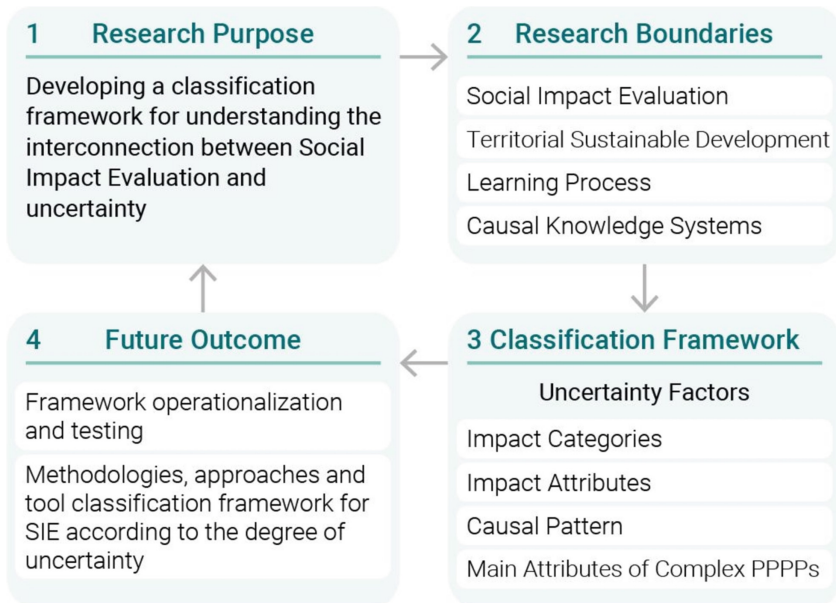 1 Research Purpose
Developing a classification
framework for understanding the
interconnection between Social
Impact Evaluation and
uncertainty
2 Research Boundaries
Social Impact Evaluation
Territorial Sustainable Development
Learning Process
Causal Knowledge Systems
3 Classification Framework
Uncertainty Factors
Impact Categories
Impact Attributes
Causal Pattern
Main Attributes of Complex PPPPs
4 Future Outcome
Framework operationalization
and testing
Methodologies, approaches and
tool classification framework for
SIE according to the degree of
uncertainty